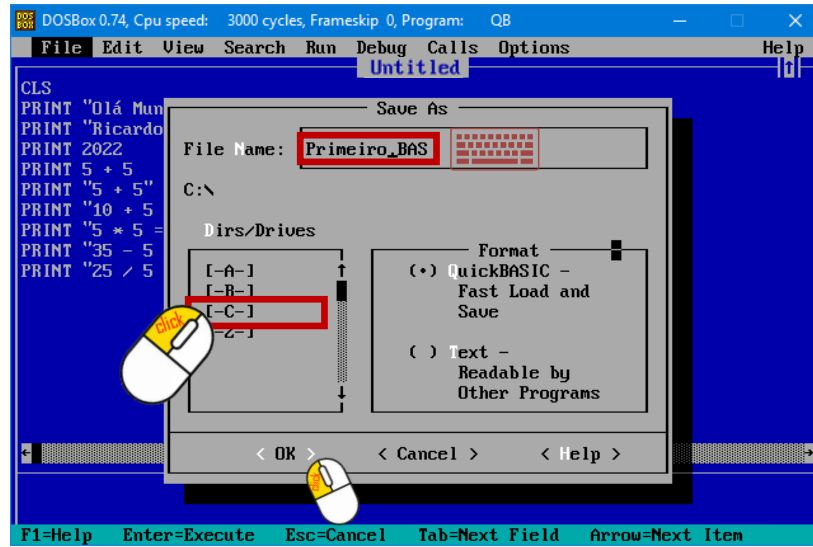 DOSBox 0.74, Cpu speed: 3000 cycles, Frameskip 0, Program: QB
File Edit View Search Run Debug Calls Options Help
Untitled
CLS
PRINT "Olá Mun
PRINT "Ricardo
PRINT 2022
PRINT 5 + 5
PRINT "5 + 5"
PRINT "10 + 5
PRINT "5 * 5 =
PRINT "35 - 5
PRINT "25 / 5
Save As
File Name: Primeiro_BAS
C:\
Dirs/Drives
[-A-]
[-B-]
[-C-]
[-Z-]
Format
(•) QuickBASIC -
Fast Load and
Save
( ) Text -
Readable by
Other Programs
click
< OK > < Cancel > < Help >
click
F1=Help Enter=Execute Esc=Cancel Tab=Next Field Arrow=Next Item